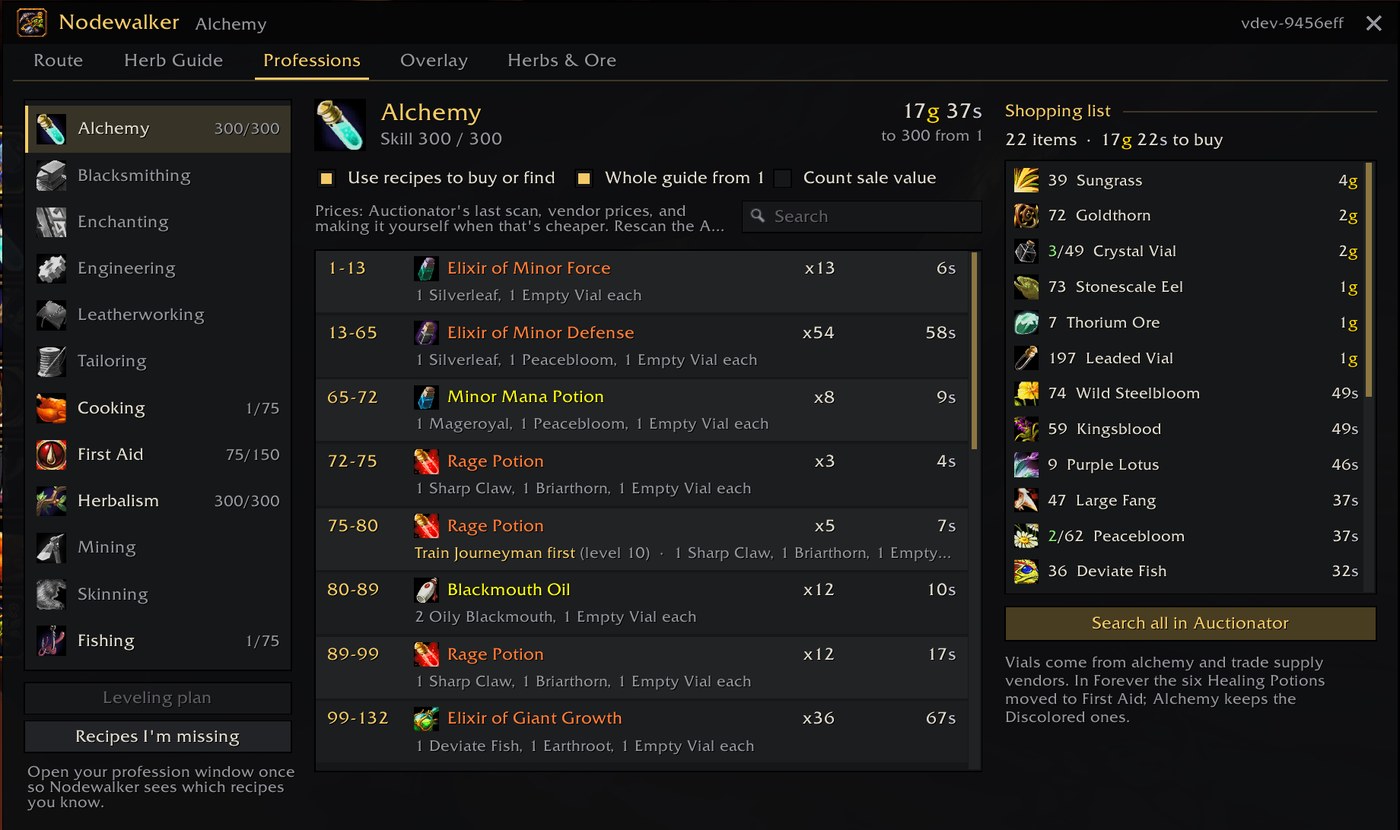 Nodewalker Alchemy
vdev-9456eff
Route Herb Guide Professions Overlay Herbs & Ore
Alchemy 300/300
Blacksmithing
Enchanting
Engineering
Leatherworking
Tailoring
Cooking 1/75
First Aid 75/150
Herbalism 300/300
Mining
Skinning
Fishing 1/75
Leveling plan
Recipes I'm missing
Open your profession window once
so Nodewalker sees which recipes
you know.
Alchemy
Skill 300 / 300
17g 37s
to 300 from 1
Use recipes to buy or find Whole guide from 1 Count sale value
Prices: Auctionator's last scan, vendor prices, and
making it yourself when that's cheaper. Rescan the A...
Search
1-13 Elixir of Minor Force x13 6s
1 Silverleaf, 1 Empty Vial each
13-65 Elixir of Minor Defense x54 58s
1 Silverleaf, 1 Peacebloom, 1 Empty Vial each
65-72 Minor Mana Potion x8 9s
1 Mageroyal, 1 Peacebloom, 1 Empty Vial each
72-75 Rage Potion x3 4s
1 Sharp Claw, 1 Briarthorn, 1 Empty Vial each
75-80 Rage Potion x5 7s
Train Journeyman first (level 10) · 1 Sharp Claw, 1 Briarthorn, 1 Empty...
80-89 Blackmouth Oil x12 10s
2 Oily Blackmouth, 1 Empty Vial each
89-99 Rage Potion x12 17s
1 Sharp Claw, 1 Briarthorn, 1 Empty Vial each
99-132 Elixir of Giant Growth x36 67s
1 Deviate Fish, 1 Earthroot, 1 Empty Vial each
Shopping list
22 items · 17g 22s to buy
39 Sungrass 4g
72 Goldthorn 2g
3/49 Crystal Vial 2g
73 Stonescale Eel 1g
7 Thorium Ore 1g
197 Leaded Vial 1g
74 Wild Steelbloom 49s
59 Kingsblood 49s
9 Purple Lotus 46s
47 Large Fang 37s
2/62 Peacebloom 37s
36 Deviate Fish 32s
Search all in Auctionator
Vials come from alchemy and trade supply
vendors. In Forever the six Healing Potions
moved to First Aid; Alchemy keeps the
Discolored ones.